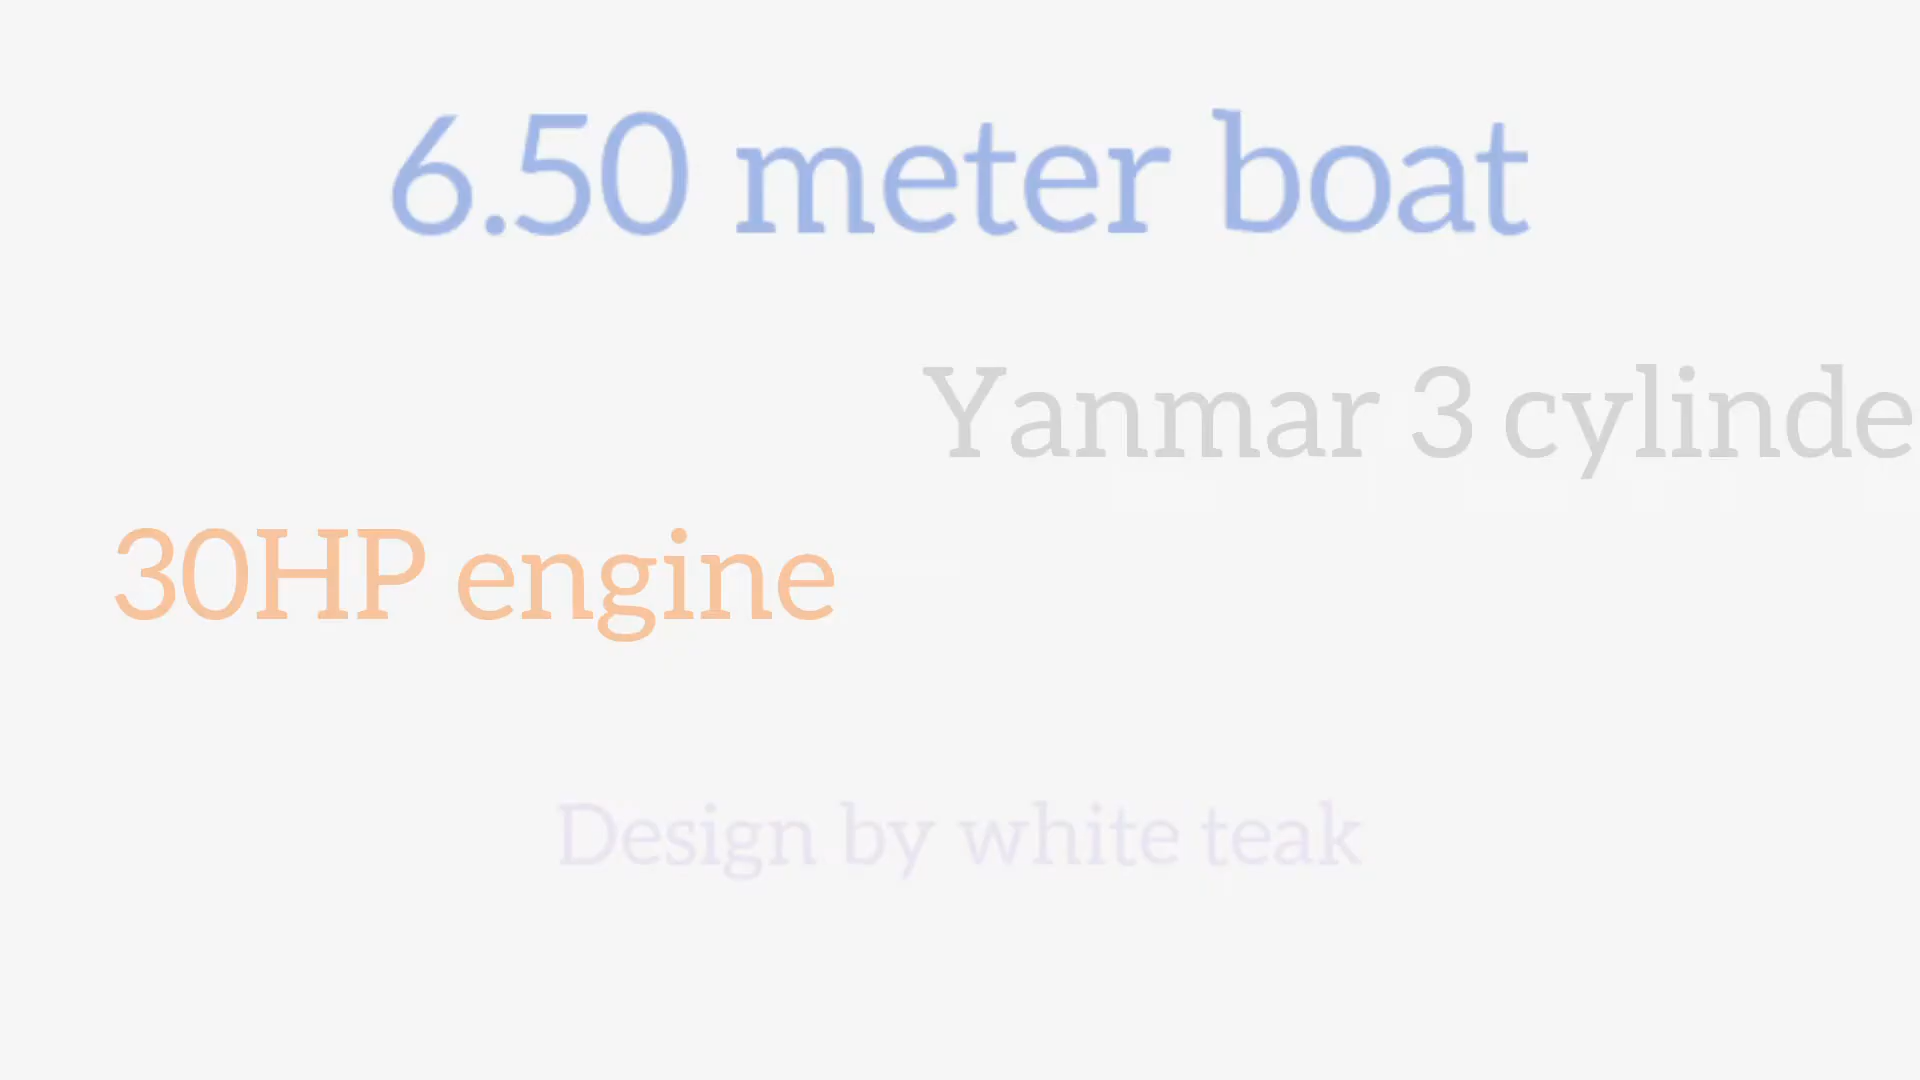 6.50 meter boat
Yanmar 3 cylinde
30HP engine
Design by white teak